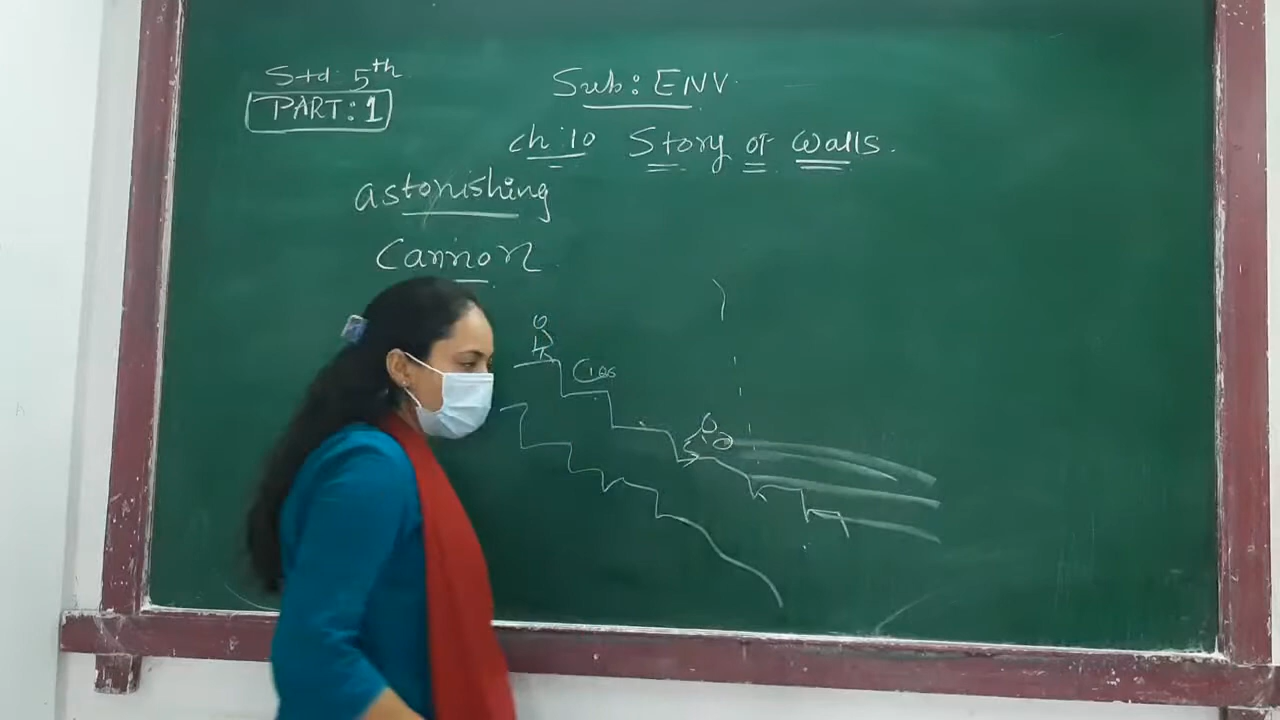 Std: 5th
PART: 1
Sub: ENV.
ch: 10 Story of Walls.
astonishing
Cannon